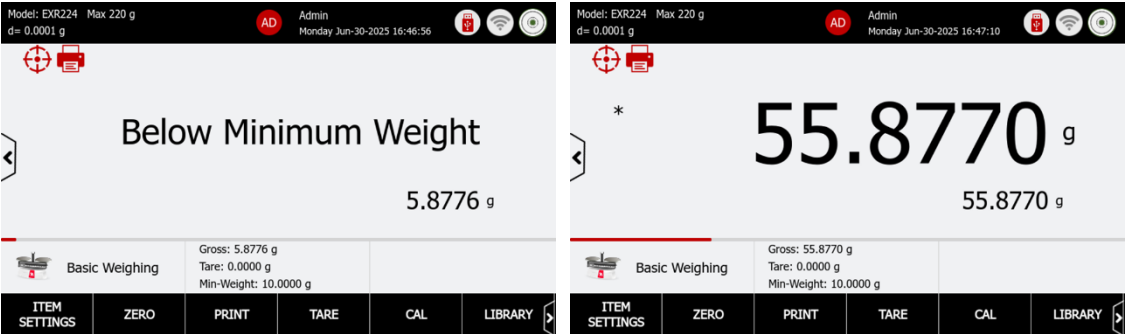 Model: EXR224 Max 220 g
d= 0.0001 g
AD
Admin
Monday Jun-30-2025 16:46:56
Below Minimum Weight
5.8776 g
Basic Weighing
Gross: 5.8776 g
Tare: 0.0000 g
Min-Weight: 10.0000 g
ITEM SETTINGS
ZERO
PRINT
TARE
CAL
LIBRARY
Model: EXR224 Max 220 g
d= 0.0001 g
AD
Admin
Monday Jun-30-2025 16:47:10
*
55.8770 g
55.8770 g
Basic Weighing
Gross: 55.8770 g
Tare: 0.0000 g
Min-Weight: 10.0000 g
ITEM SETTINGS
ZERO
PRINT
TARE
CAL
LIBRARY